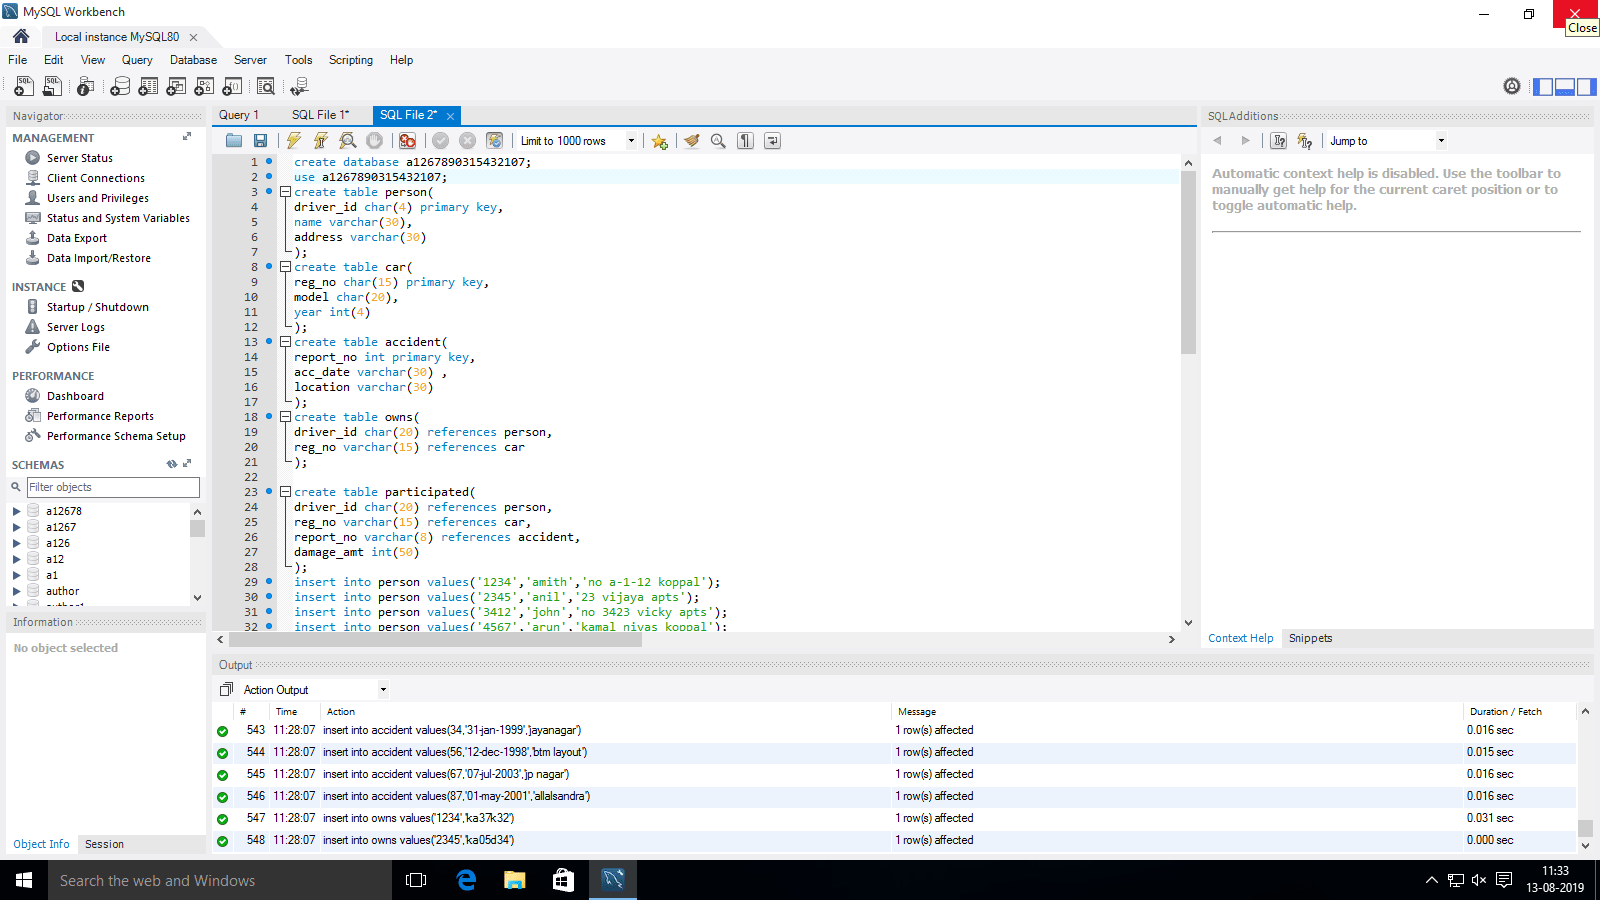 MySQL Workbench
Close
Local instance MySQL80
File Edit View Query Database Server Tools Scripting Help
Navigator
MANAGEMENT
Server Status
Client Connections
Users and Privileges
Status and System Variables
Data Export
Data Import/Restore
INSTANCE
Startup / Shutdown
Server Logs
Options File
PERFORMANCE
Dashboard
Performance Reports
Performance Schema Setup
SCHEMAS
Filter objects
a12678
a1267
a126
a12
a1
author
Information
No object selected
Object Info Session
Query 1 SQL File 1* SQL File 2*
Limit to 1000 rows
1 create database a1267890315432107;
2 use a1267890315432107;
3 create table person(
4 driver_id char(4) primary key,
5 name varchar(30),
6 address varchar(30)
7 );
8 create table car(
9 reg_no char(15) primary key,
10 model char(20),
11 year int(4)
12 );
13 create table accident(
14 report_no int primary key,
15 acc_date varchar(30) ,
16 location varchar(30)
17 );
18 create table owns(
19 driver_id char(20) references person,
20 reg_no varchar(15) references car
21 );
22
23 create table participated(
24 driver_id char(20) references person,
25 reg_no varchar(15) references car,
26 report_no varchar(8) references accident,
27 damage_amt int(50)
28 );
29 insert into person values('1234','amith','no a-1-12 koppal');
30 insert into person values('2345','anil','23 vijaya apts');
31 insert into person values('3412','john','no 3423 vicky apts');
32 insert into person values('4567','arun','kamal nivas koppal');
SQLAdditions
Jump to
Automatic context help is disabled. Use the toolbar to
manually get help for the current caret position or to
toggle automatic help.
Context Help Snippets
Output
Action Output
# Time Action Message Duration / Fetch
543 11:28:07 insert into accident values(34,'31-jan-1999','jayanagar') 1 row(s) affected 0.016 sec
544 11:28:07 insert into accident values(56,'12-dec-1998','btm layout') 1 row(s) affected 0.015 sec
545 11:28:07 insert into accident values(67,'07-jul-2003','jp nagar') 1 row(s) affected 0.016 sec
546 11:28:07 insert into accident values(87,'01-may-2001','allalsandra') 1 row(s) affected 0.016 sec
547 11:28:07 insert into owns values('1234','ka37k32') 1 row(s) affected 0.031 sec
548 11:28:07 insert into owns values('2345','ka05d34') 1 row(s) affected 0.000 sec
Search the web and Windows
11:33
13-08-2019